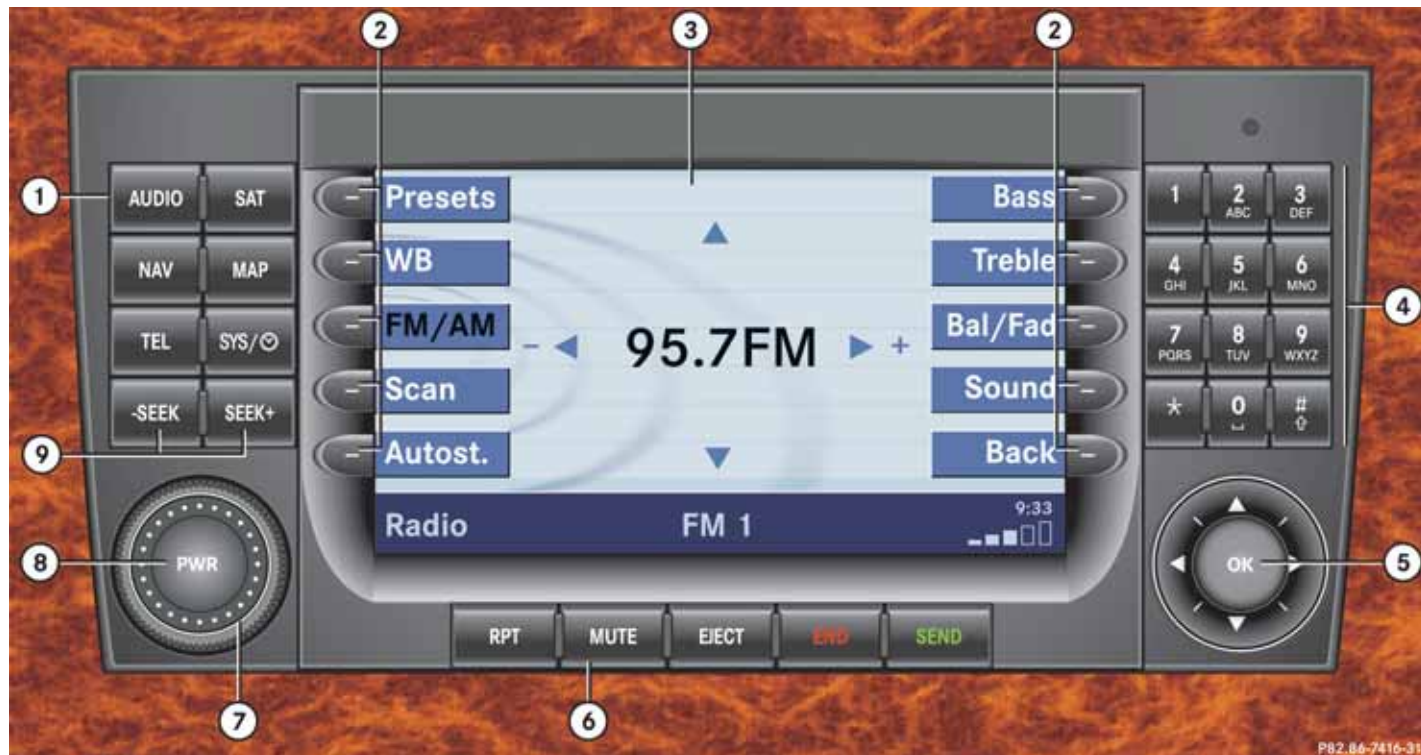 2
3
2
1
AUDIO
SAT
NAV
MAP
TEL
SYS/
-SEEK
SEEK+
9
8
PWR
7
Presets
WB
FM/AM
Scan
Autost.
- 95.7FM +
Bass
Treble
Bal/Fad
Sound
Back
Radio
FM 1
9:33
RPT
MUTE
EJECT
END
SEND
6
1
2
ABC
3
DEF
4
GHI
5
JKL
6
MNO
7
PQRS
8
TUV
9
WXYZ
*
0
#
4
OK
5
P82.86-7416-31